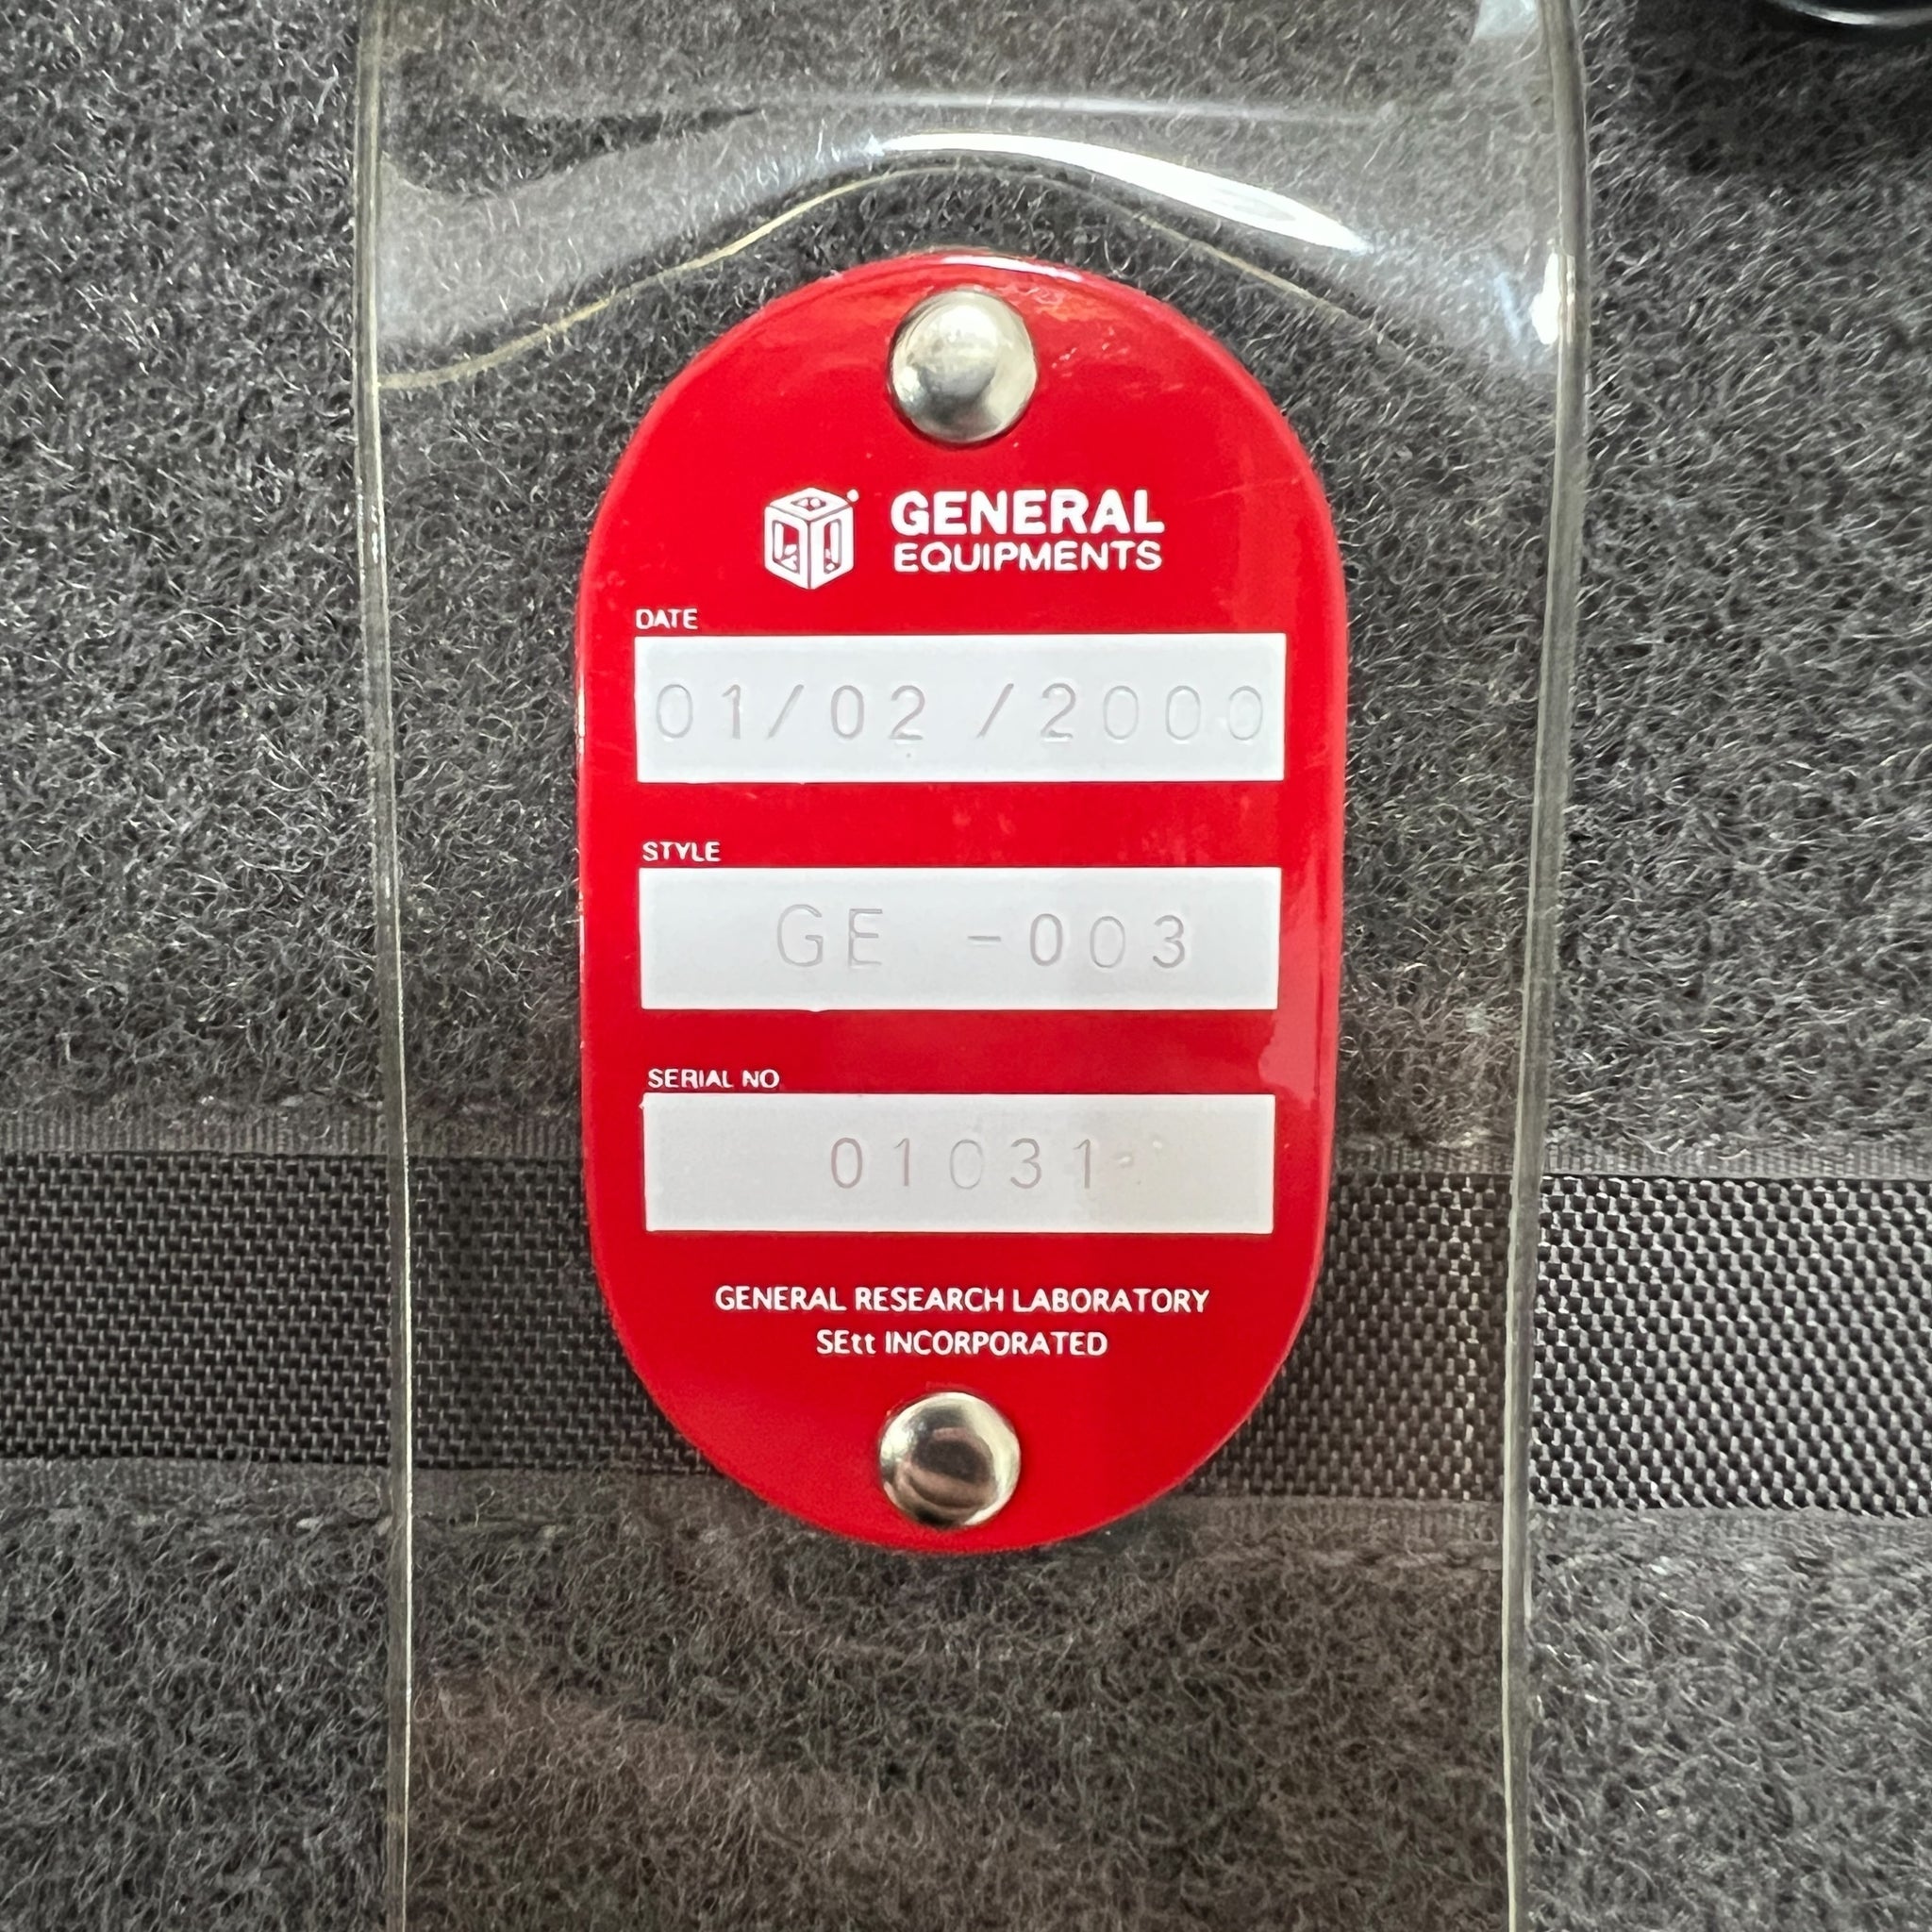 GENERAL
EQUIPMENTS
DATE
01/02 /2000
STYLE
GE -003
SERIAL NO
01031
GENERAL RESEARCH LABORATORY
SEtt INCORPORATED